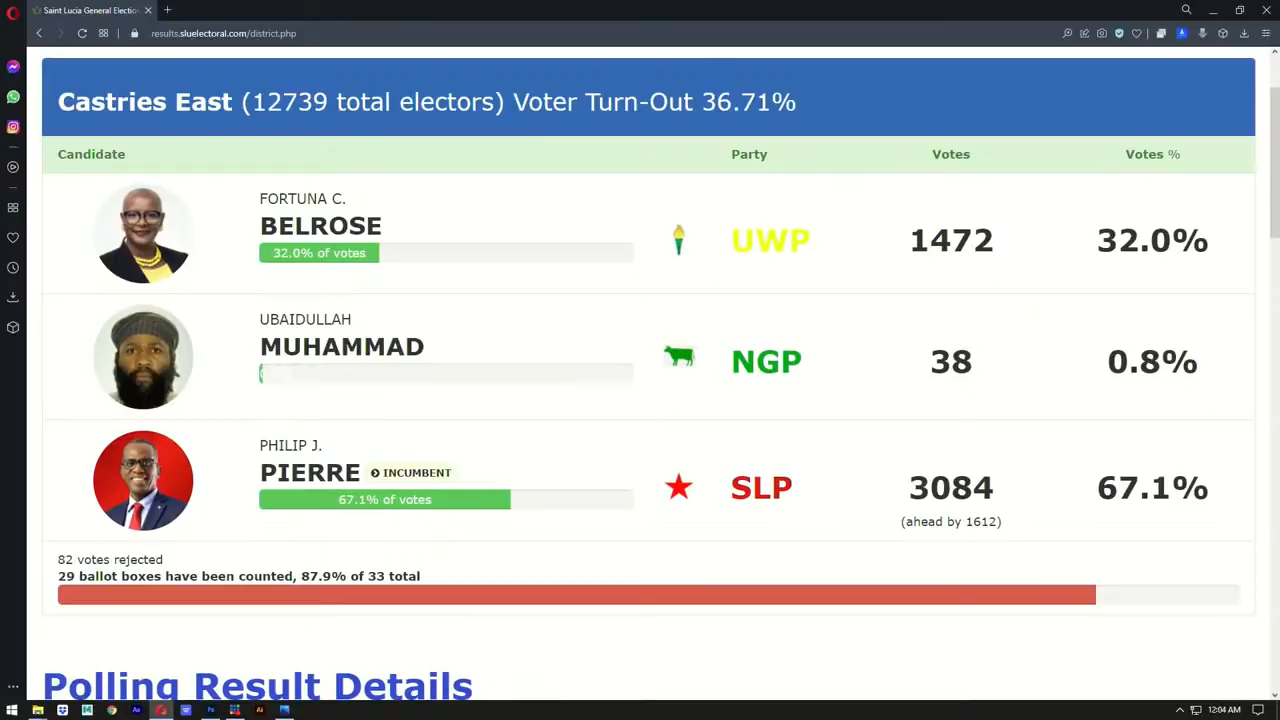 Saint Lucia General Electio
results.sluelectoral.com/district.php
Castries East (12739 total electors) Voter Turn-Out 36.71%
Candidate Party Votes Votes %
FORTUNA C.
BELROSE
32.0% of votes
UWP 1472 32.0%
UBAIDULLAH
MUHAMMAD
NGP 38 0.8%
PHILIP J.
PIERRE INCUMBENT
67.1% of votes
SLP 3084 67.1%
(ahead by 1612)
82 votes rejected
29 ballot boxes have been counted, 87.9% of 33 total
Polling Result Details
12:04 AM